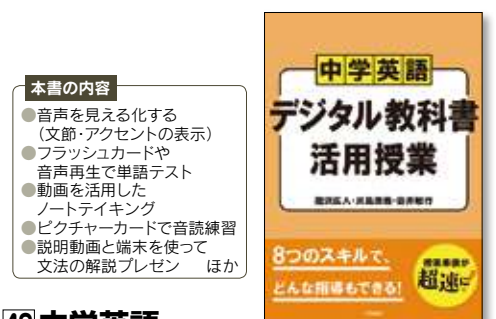 本書の内容
●音声を見える化する
（文節・アクセントの表示）
●フラッシュカードや
音声再生で単語テスト
●動画を活用した
ノートテイキング
●ピクチャーカードで音読練習
●説明動画と端末を使って
文法の解説プレゼン　ほか
中学英語
デジタル教科書
活用授業
8つのスキルで、
どんな指導もできる!
授業準備が
超速に
中学英語